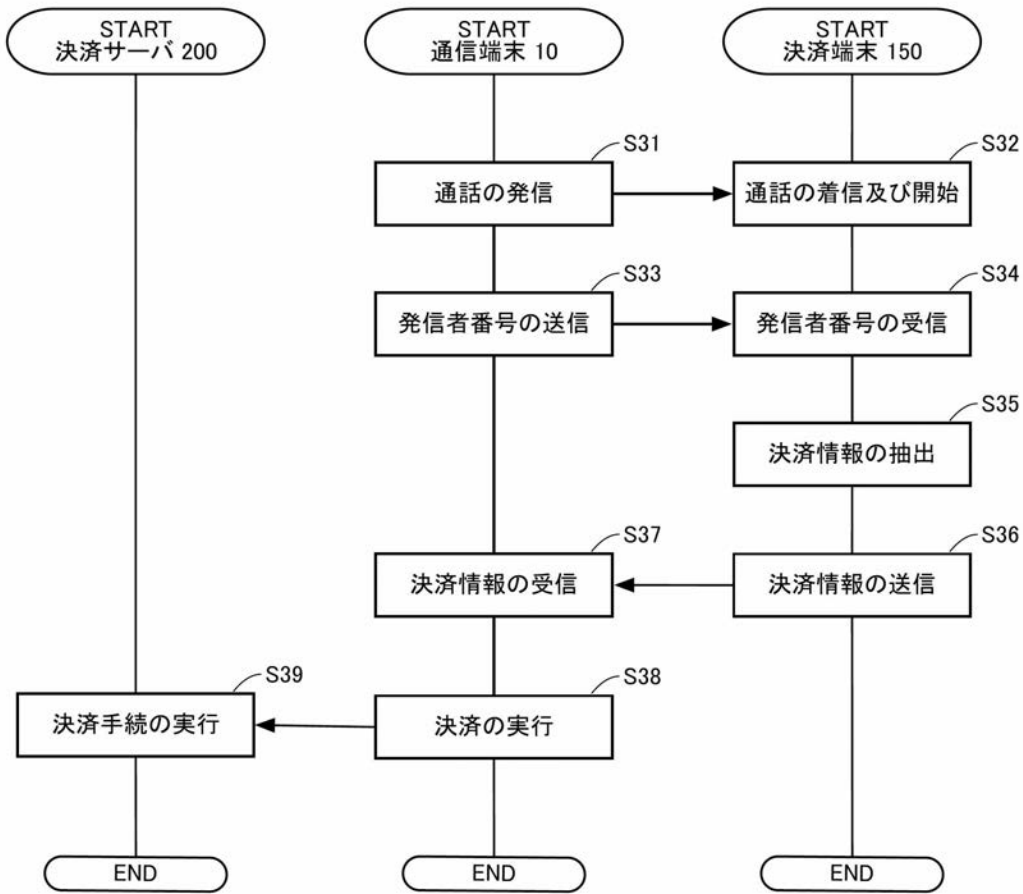 START
決済サーバ 200
START
通信端末 10
START
決済端末 150
S31
通話の発信
S32
通話の着信及び開始
S33
発信者番号の送信
S34
発信者番号の受信
S35
決済情報の抽出
S37
決済情報の受信
S36
決済情報の送信
S39
決済手続の実行
S38
決済の実行
END
END
END